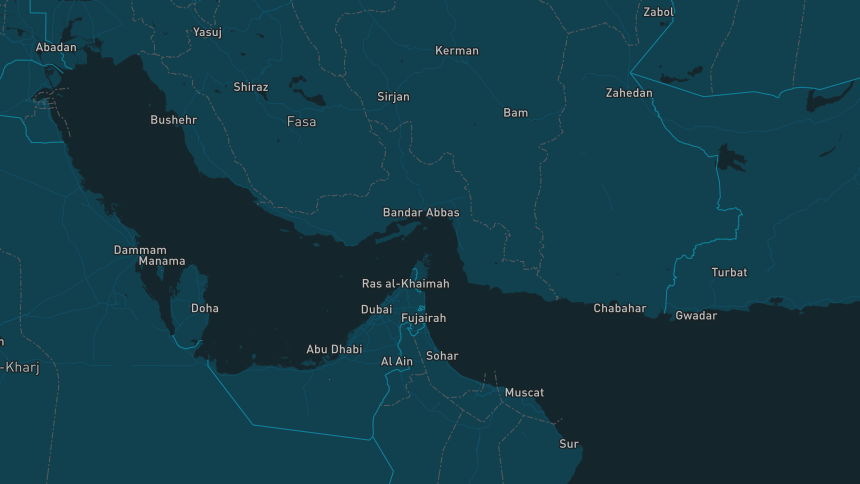 Zabol
Yasuj
Abadan
Kerman
Shiraz
Sirjan
Zahedan
Bushehr
Fasa
Bam
Bandar Abbas
Dammam
Manama
Turbat
Ras al-Khaimah
Doha
Dubai
Chabahar
Fujairah
Gwadar
Abu Dhabi
Sohar
Al Ain
-Kharj
Muscat
Sur